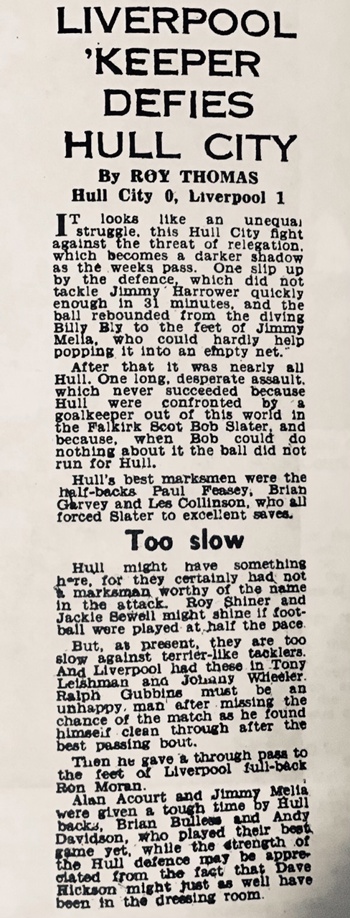 LIVERPOOL
'KEEPER
DEFIES
HULL CITY
By ROY THOMAS
Hull City 0, Liverpool 1
IT looks like an unequal
struggle, this Hull City fight
against the threat of relegation,
which becomes a darker shadow
as the weeks pass. One slip up
by the defence, which did not
tackle Jimmy Harrower quickly
enough in 31 minutes, and the
ball rebounded from the diving
Billy Bly to the feet of Jimmy
Melia, who could hardly help
popping it into an empty net."
After that it was nearly all
Hull. One long, desperate assault,
which never succeeded because
Hull were confronted by a
goalkeeper out of this world in
the Falkirk Scot Bob Slater, and
because, when Bob could do
nothing about it the ball did not
run for Hull.
Hull's best marksmen were the
half-backs Paul Feasey, Brian
Garvey and Les Collinson, who all
forced Slater to excellent saves.
Too slow
Hull might have something
here, for they certainly had not
a marksman worthy of the name
in the attack. Roy Shiner and
Jackie Sewell might shine if foot-
ball were played at half the pace.
But, as present, they are too
slow against terrier-like tacklers.
And Liverpool had these in Tony
Leishman and Johnny Wheeler.
Ralph Gubbins must be an
unhappy man after missing the
chance of the match as he found
himself clean through after the
best passing bout.
Then he gave a through pass to
the feet of Liverpool full-back
Ron Moran.
Alan Acourt and Jimmy Melia
were given a tough time by Hull
backs, Brian Bulless and Andy
Davidson, who played their best
game yet, while the strength of
the Hull defence may be appre-
ciated from the fact that Dave
Hickson might just as well have
been in the dressing room.